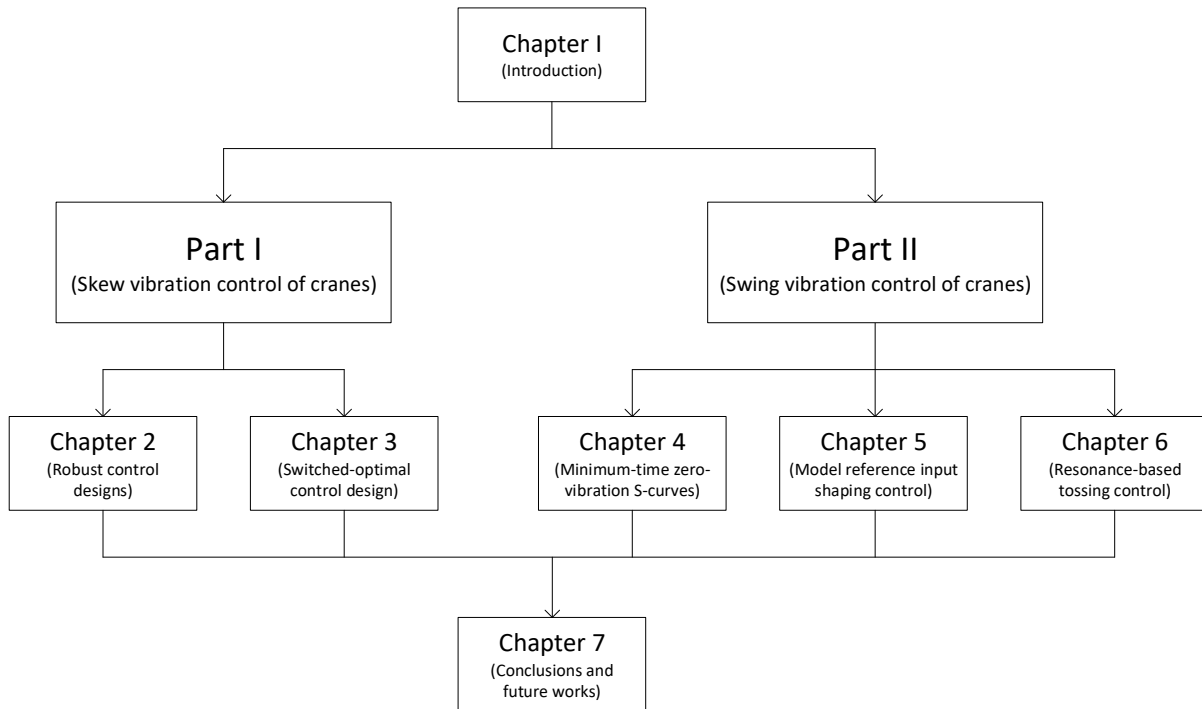 Chapter I
(Introduction)
Part I
(Skew vibration control of cranes)
Part II
(Swing vibration control of cranes)
Chapter 2
(Robust control
designs)
Chapter 3
(Switched-optimal
control design)
Chapter 4
(Minimum-time zero-
vibration S-curves)
Chapter 5
(Model reference input
shaping control)
Chapter 6
(Resonance-based
tossing control)
Chapter 7
(Conclusions and
future works)